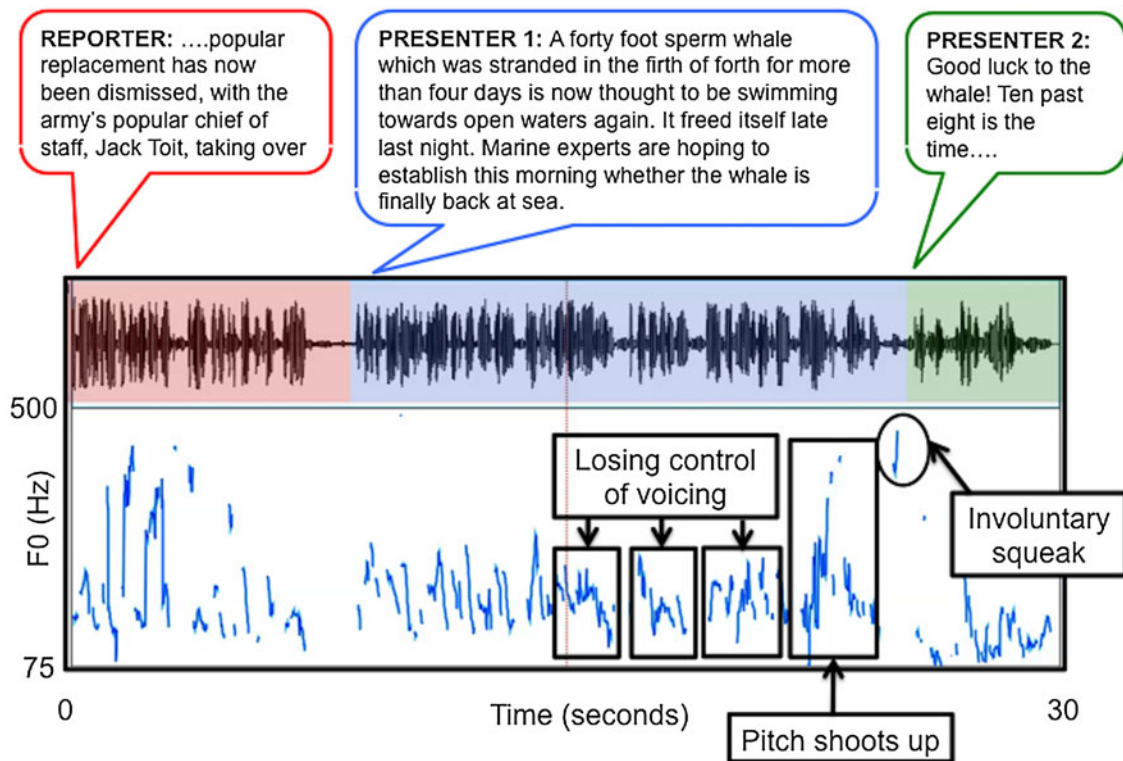 REPORTER: ....popular
replacement has now
been dismissed, with the
army's popular chief of
staff, Jack Toit, taking over
PRESENTER 1: A forty foot sperm whale
which was stranded in the firth of forth for more
than four days is now thought to be swimming
towards open waters again. It freed itself late
last night. Marine experts are hoping to
establish this morning whether the whale is
finally back at sea.
PRESENTER 2:
Good luck to the
whale! Ten past
eight is the
time....
500
F0 (Hz)
75
Losing control
of voicing
Involuntary
squeak
0
Time (seconds)
30
Pitch shoots up